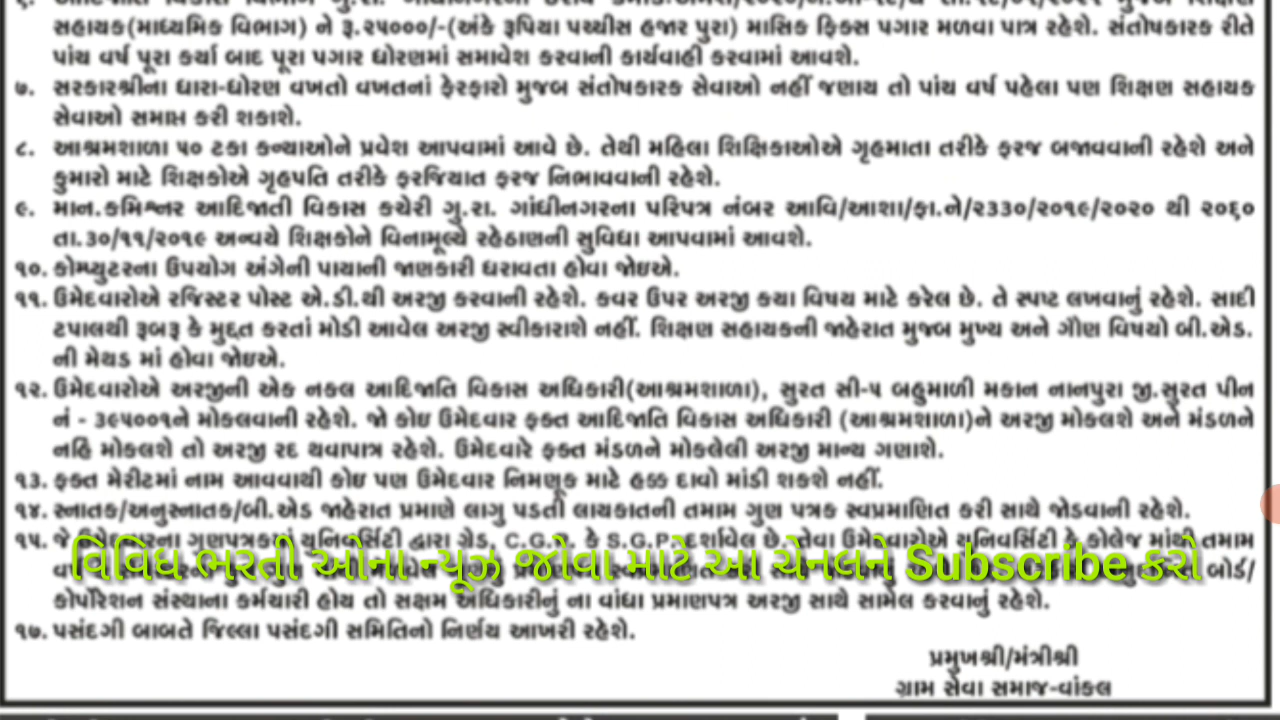 સહાયક(માધ્યમિક વિભાગ) ને રૂ.૨૫૦૦૦/-(અંકે રૂપિયા પચ્ચીસ હજાર પુરા) માસિક ફિક્સ પગાર મળવા પાત્ર રહેશે. સંતોષકારક રીતે
પાંચ વર્ષ પૂરા કર્યા બાદ પૂરા પગાર ધોરણમાં સમાવેશ કરવાની કાર્યવાહી કરવામાં આવશે.
૭. સરકારશ્રીના ધારા-ધોરણ વખતો વખતનાં ફેરફારો મુજબ સંતોષકારક સેવાઓ નહીં જણાય તો પાંચ વર્ષ પહેલા પણ શિક્ષણ સહાયક
સેવાઓ સમાપ્ત કરી શકાશે.
૮. આશ્રમશાળા ૫૦ ટકા કન્યાઓને પ્રવેશ આપવામાં આવે છે. તેથી મહિલા શિક્ષિકાઓએ ગૃહમાતા તરીકે ફરજ બજાવવાની રહેશે અને
કુમારો માટે શિક્ષકોએ ગૃહપતિ તરીકે ફરજિયાત ફરજ નિભાવવાની રહેશે.
૯. માન.કમિશ્નર આદિજાતી વિકાસ કચેરી ગુ.રા. ગાંધીનગરના પરિપત્ર નંબર આવિ/આશા/ફા.ને/૨૩૩૦/૨૦૧૯/૨૦૨૦ થી ૨૦૬૦
તા.૩૦/૧૧/૨૦૧૯ અન્વયે શિક્ષકોને વિનામૂલ્યે રહેઠાણની સુવિધા આપવામાં આવશે.
૧૦. કોમ્પ્યુટરના ઉપયોગ અંગેની પાયાની જાણકારી ધરાવતા હોવા જોઇએ.
૧૧. ઉમેદવારોએ રજિસ્ટર પોસ્ટ એ.ડી.થી અરજી કરવાની રહેશે. કવર ઉપર અરજી કયા વિષય માટે કરેલ છે. તે સ્પષ્ટ લખવાનું રહેશે. સાદી
ટપાલથી રૂબરૂ કે મુદ્દત કરતાં મોડી આવેલ અરજી સ્વીકારાશે નહીં. શિક્ષણ સહાયકની જાહેરાત મુજબ મુખ્ય અને ગૌણ વિષયો બી.એડ.
ની મેથડ માં હોવા જોઇએ.
૧૨. ઉમેદવારોએ અરજીની એક નકલ આદિજાતિ વિકાસ અધિકારી(આશ્રમશાળા), સુરત સી-૫ બહુમાળી મકાન નાનપુરા જી.સુરત પીન
નં - ૩૯૫૦૦૧ને મોકલવાની રહેશે. જો કોઇ ઉમેદવાર ફક્ત આદિજાતિ વિકાસ અધિકારી (આશ્રમશાળા)ને અરજી મોકલશે અને મંડળને
નહિ મોકલશે તો અરજી રદ થવાપાત્ર રહેશે. ઉમેદવારે ફક્ત મંડળને મોકલેલી અરજી માન્ય ગણાશે.
૧૩. ફક્ત મેરીટમાં નામ આવવાથી કોઇ પણ ઉમેદવાર નિમણૂક માટે હક્ક દાવો માંડી શકશે નહીં.
૧૪. સ્નાતક/અનુસ્નાતક/બી.એડ જાહેરાત પ્રમાણે લાગુ પડતી લાયકાતની તમામ ગુણ પત્રક સ્વપ્રમાણિત કરી સાથે જોડવાની રહેશે.
૧૫. જે ગુણપત્રકમાં યુનિવર્સિટી દ્વારા ગ્રેડ, C.G.P. કે S.G.P. દર્શાવેલ છે. તેવા ઉમેદવારોએ યુનિવર્સિટી કે કોલેજ માંથી તમામ
વિવિધ ભરતી ઓના ન્યૂઝ જોવા માટે આ ચેનલને Subscribe કરો
બોર્ડ/
કોર્પોરેશન સંસ્થાના કર્મચારી હોય તો સક્ષમ અધિકારીનું ના વાંધા પ્રમાણપત્ર અરજી સાથે સામેલ કરવાનું રહેશે.
૧૭. પસંદગી બાબતે જિલ્લા પસંદગી સમિતિનો નિર્ણય આખરી રહેશે.
પ્રમુખશ્રી/મંત્રીશ્રી
ગ્રામ સેવા સમાજ-વાંકલ